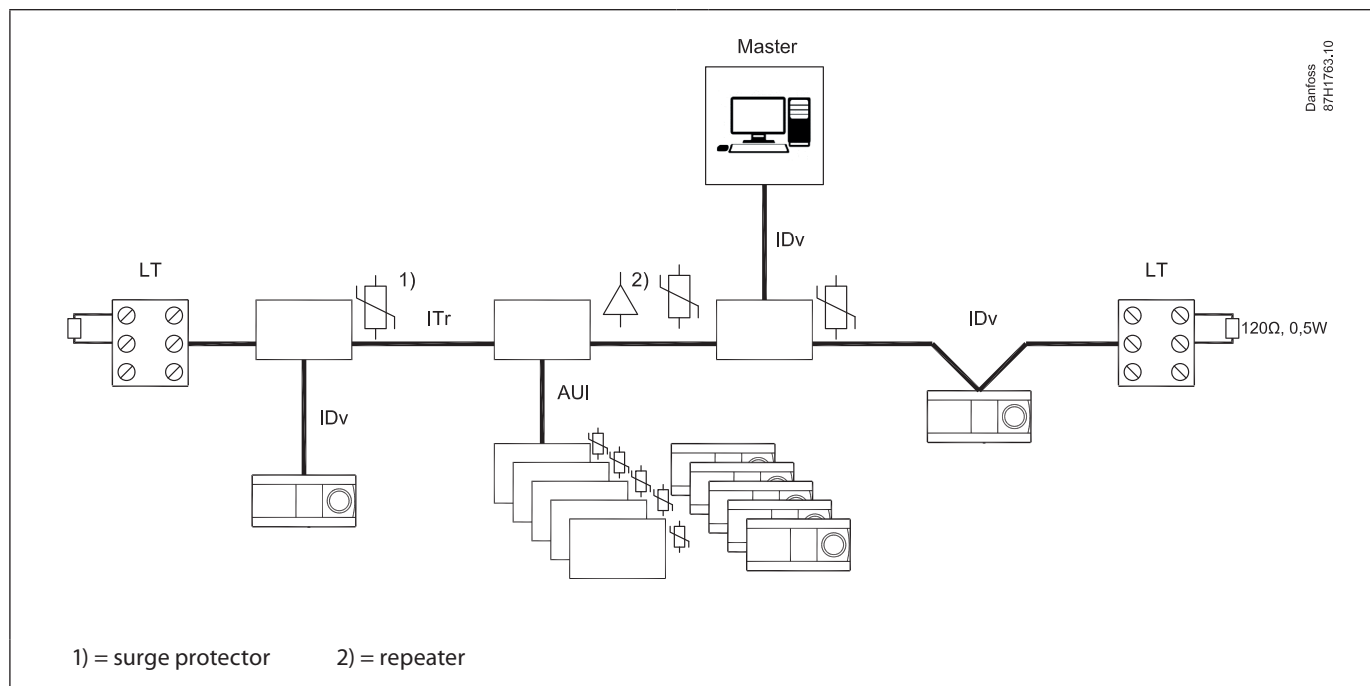 Master
Danfoss
87H1763.10
IDv
LT
1)
2)
LT
ITr
IDv
120Ω, 0,5W
IDv
AUI
1) = surge protector 2) = repeater